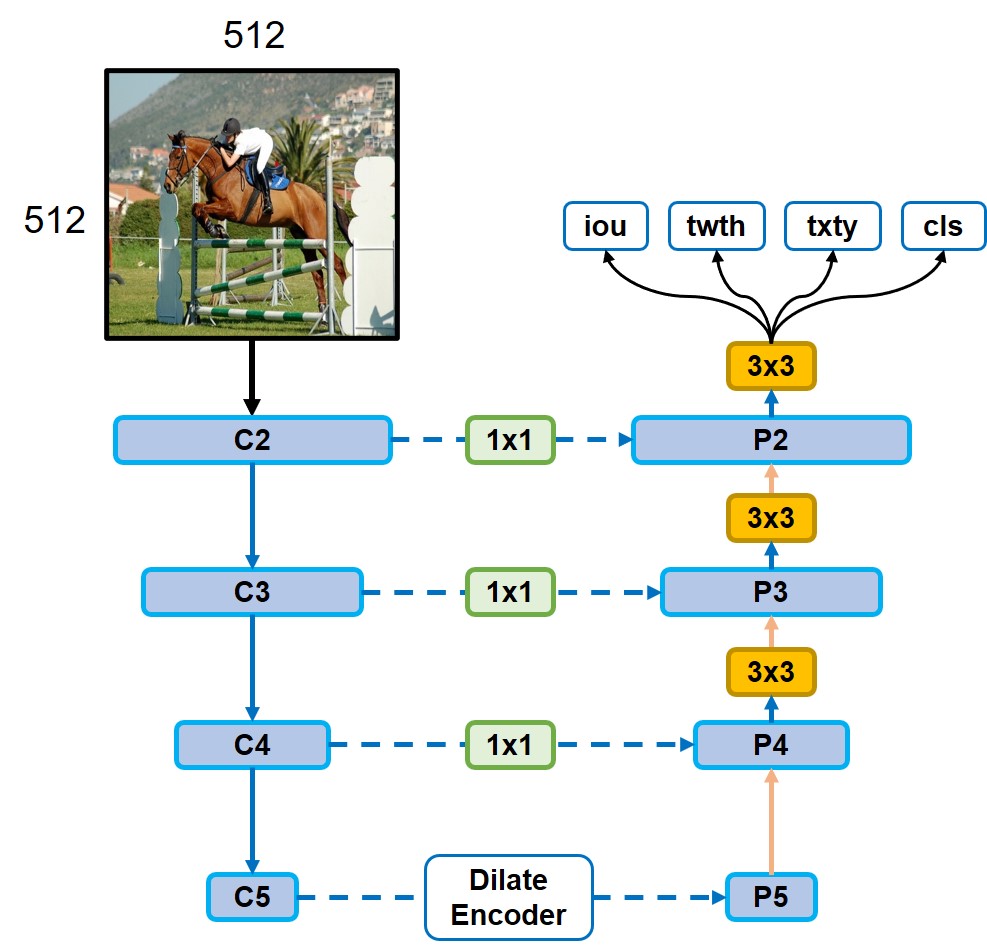 512
512
iou
twth
txty
cls
3x3
C2
1x1
P2
3x3
C3
1x1
P3
3x3
C4
1x1
P4
C5
Dilate
Encoder
P5